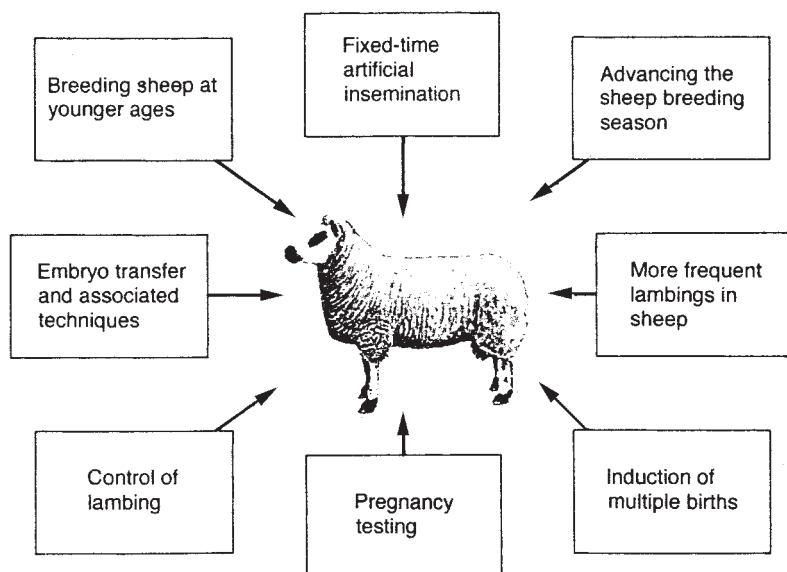 Breeding sheep at
younger ages
Fixed-time
artificial
insemination
Advancing the
sheep breeding
season
Embryo transfer
and associated
techniques
More frequent
lambings in
sheep
Control of
lambing
Pregnancy
testing
Induction of
multiple births